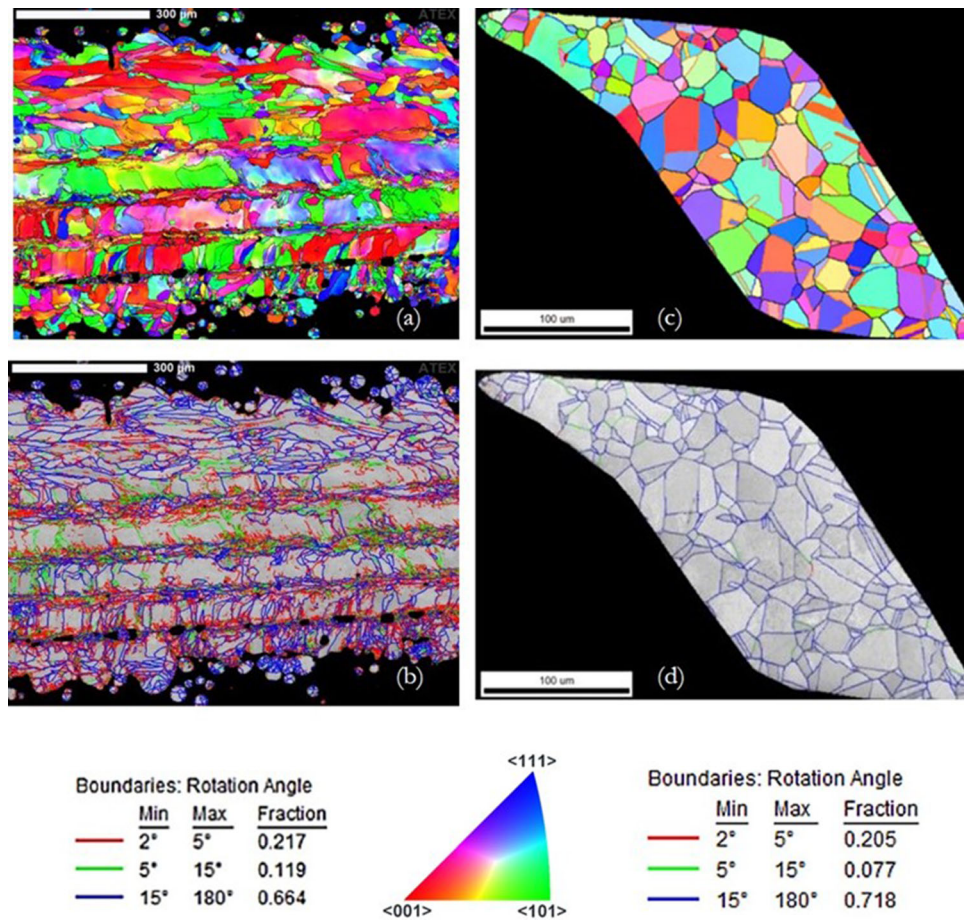 300 μm
ATEX
(a)
100 um
(c)
300 μm
ATEX
(b)
100 um
(d)
Boundaries: Rotation Angle
Min Max Fraction
2° 5° 0.217
5° 15° 0.119
15° 180° 0.664
<111>
<001>
<101>
Boundaries: Rotation Angle
Min Max Fraction
2° 5° 0.205
5° 15° 0.077
15° 180° 0.718